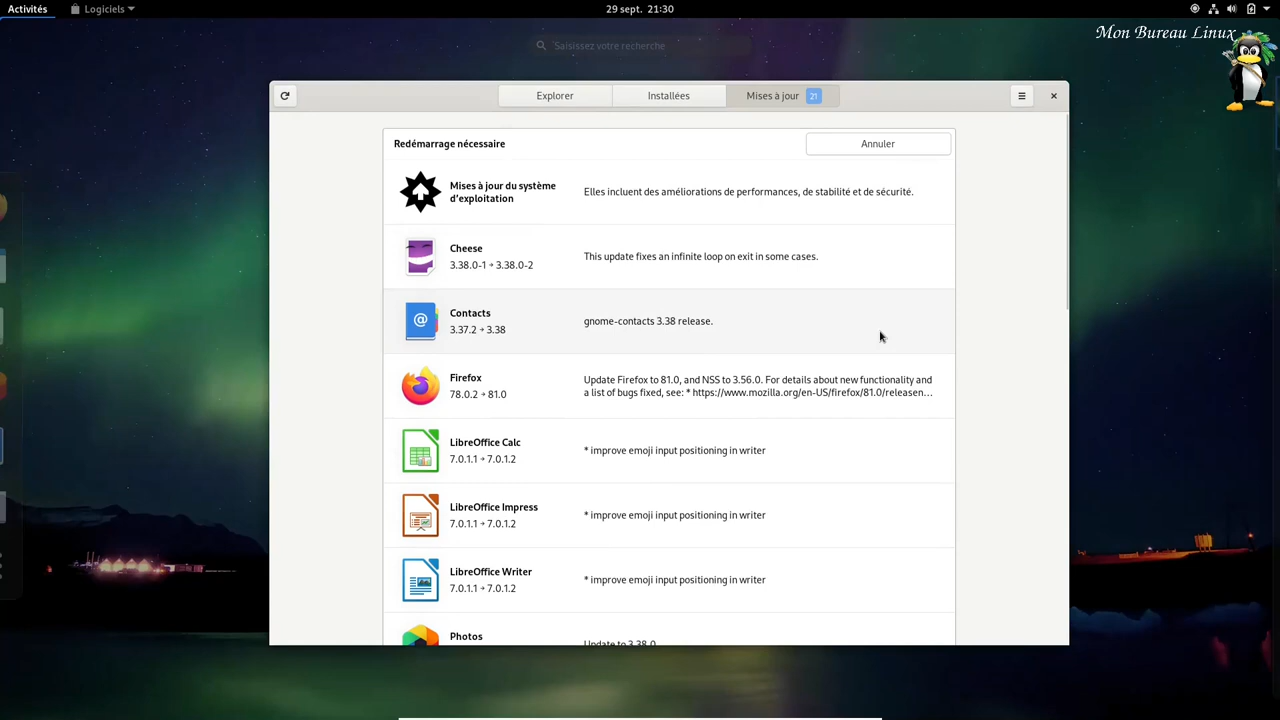 Activités
Logiciels
29 sept. 21:30
Mon Bureau Linux
Saisissez votre recherche
Explorer
Installées
Mises à jour 21
Redémarrage nécessaire
Annuler
Mises à jour du système
d'exploitation
Elles incluent des améliorations de performances, de stabilité et de sécurité.
Cheese
3.38.0-1 → 3.38.0-2
This update fixes an infinite loop on exit in some cases.
Contacts
3.37.2 → 3.38
gnome-contacts 3.38 release.
Firefox
78.0.2 → 81.0
Update Firefox to 81.0, and NSS to 3.56.0. For details about new functionality and
a list of bugs fixed, see: * https://www.mozilla.org/en-US/firefox/81.0/releasen…
LibreOffice Calc
7.0.1.1 → 7.0.1.2
* improve emoji input positioning in writer
LibreOffice Impress
7.0.1.1 → 7.0.1.2
* improve emoji input positioning in writer
LibreOffice Writer
7.0.1.1 → 7.0.1.2
* improve emoji input positioning in writer
Photos
Update to 3.38.0